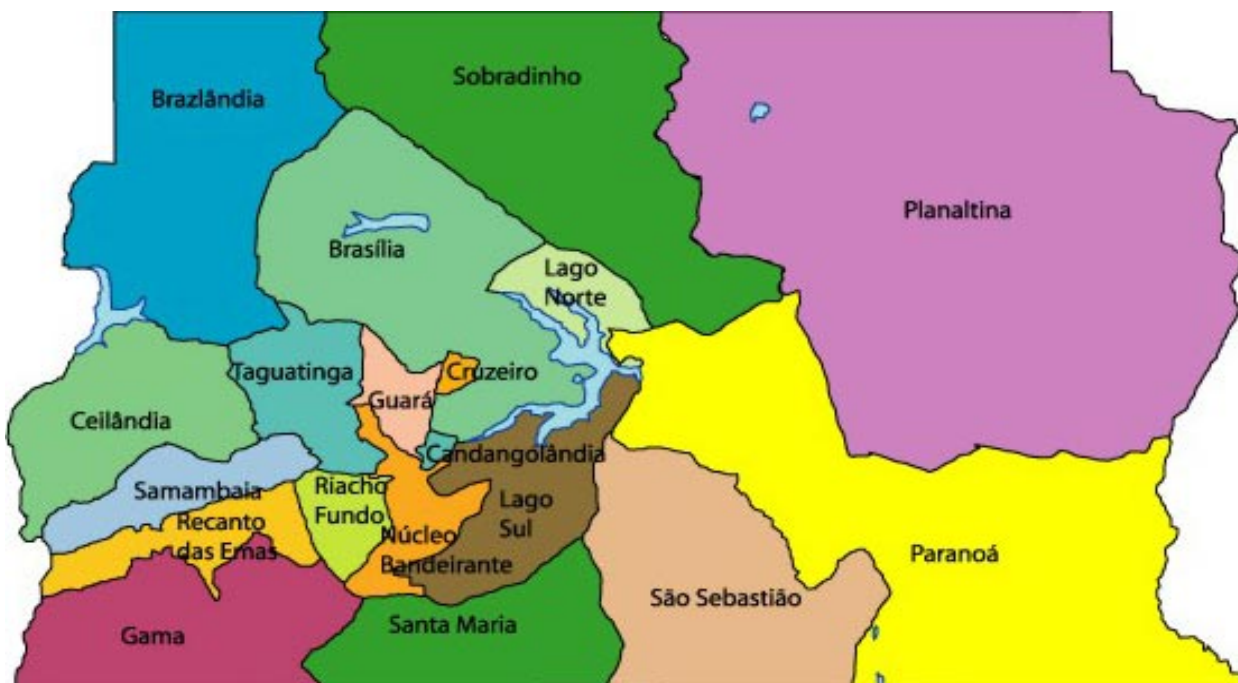 Sobradinho
Brazlândia
Planaltina
Brasília
Lago
Norte
Taguatinga
Cruzeiro
Guará
Ceilândia
Candangolândia
Samambaia
Riacho
Fundo
Lago
Sul
Recanto
das Emas
Núcleo
Bandeirante
Paranoá
São Sebastião
Santa Maria
Gama